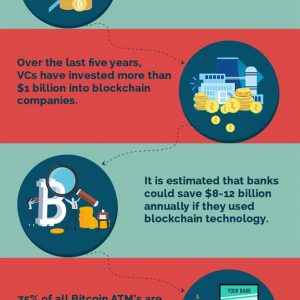 Over the last five years,
VCs have invested more than
$1 billion into blockchain
companies.
It is estimated that banks
could save $8-12 billion
annually if they used
blockchain technology.
YOUR BANK
75% of all Bitcoin ATM's are